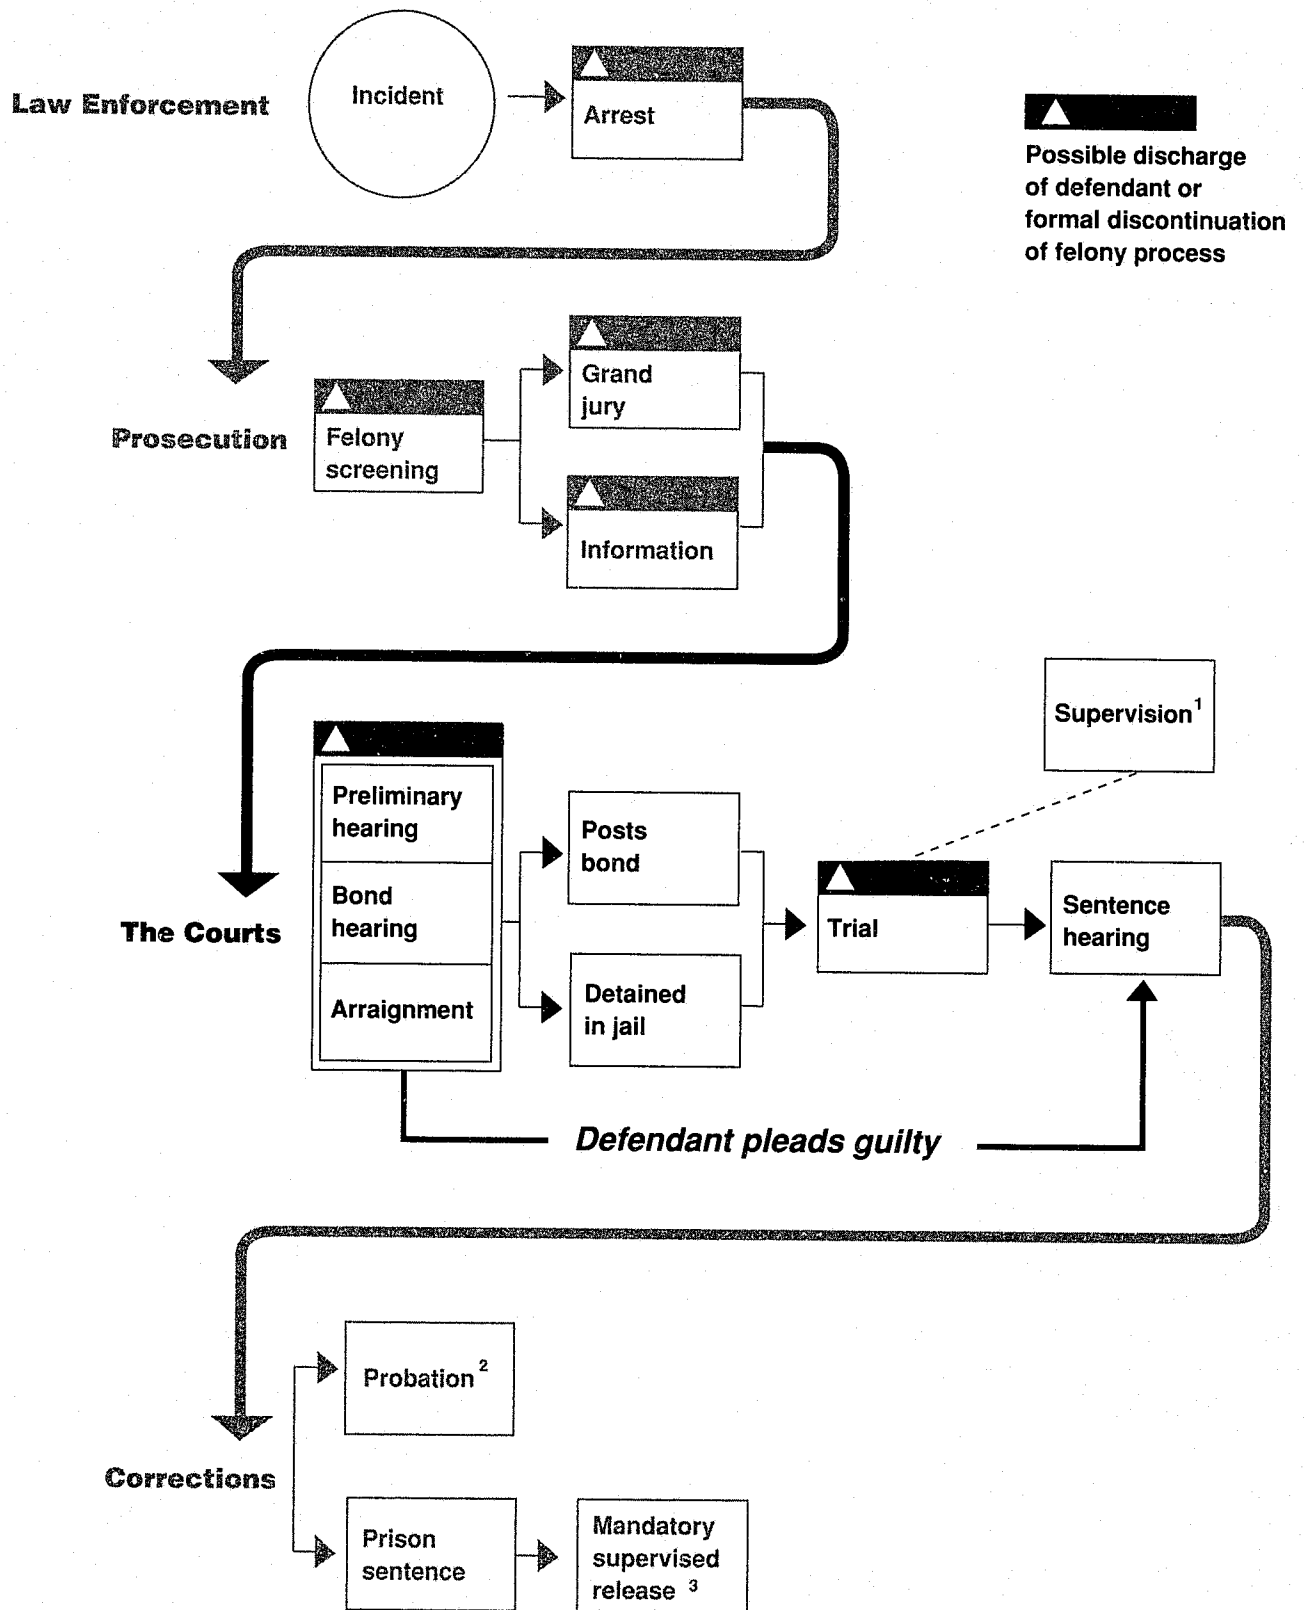 Law Enforcement
Incident
Arrest
Possible discharge
of defendant or
formal discontinuation
of felony process
Prosecution
Felony
screening
Grand
jury
Information
Supervision¹
The Courts
Preliminary
hearing
Bond
hearing
Arraignment
Posts
bond
Detained
in jail
Trial
Sentence
hearing
Defendant pleads guilty
Corrections
Probation²
Prison
sentence
Mandatory
supervised
release ³